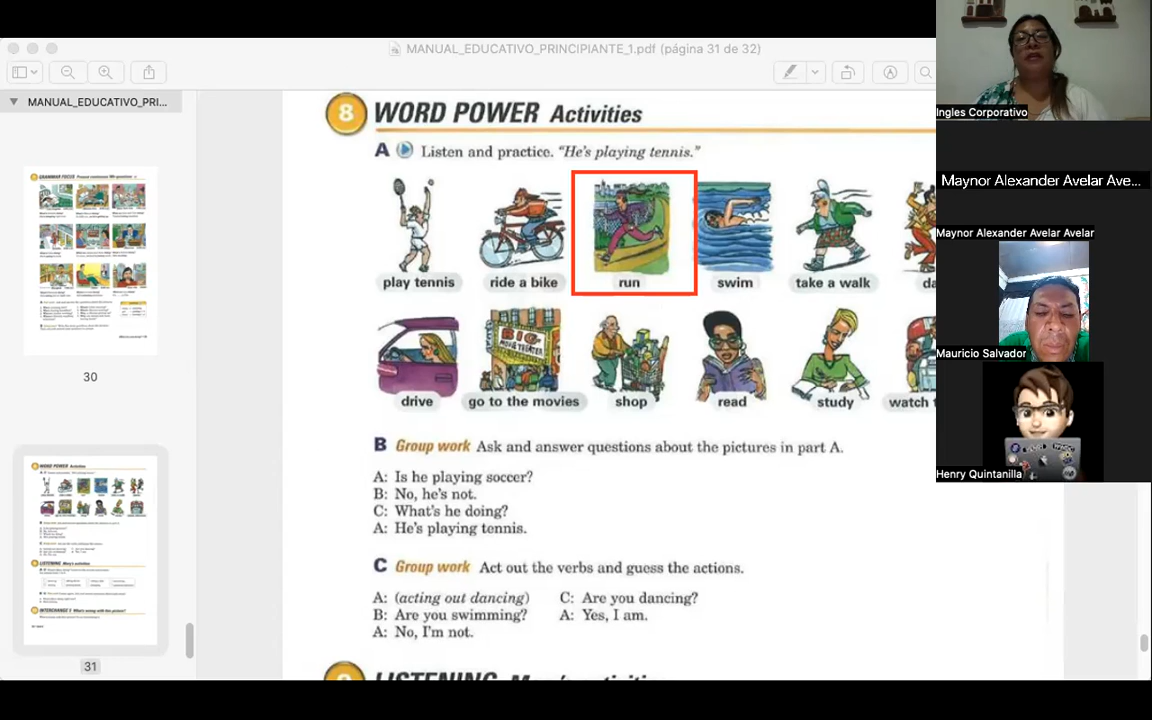 MANUAL_EDUCATIVO_PRINCIPIANTE_1.pdf (página 31 de 32)
MANUAL_EDUCATIVO_PRI...
30
31
8 WORD POWER Activities
A Listen and practice. "He's playing tennis."
play tennis
ride a bike
run
swim
take a walk
da
drive
go to the movies
shop
read
study
watch t
B Group work Ask and answer questions about the pictures in part A.
A: Is he playing soccer?
B: No, he's not.
C: What's he doing?
A: He's playing tennis.
C Group work Act out the verbs and guess the actions.
A: (acting out dancing) C: Are you dancing?
B: Are you swimming? A: Yes, I am.
A: No, I'm not.
Ingles Corporativo
Maynor Alexander Avelar Ave...
Maynor Alexander Avelar Avelar
Mauricio Salvador
Henry Quintanilla